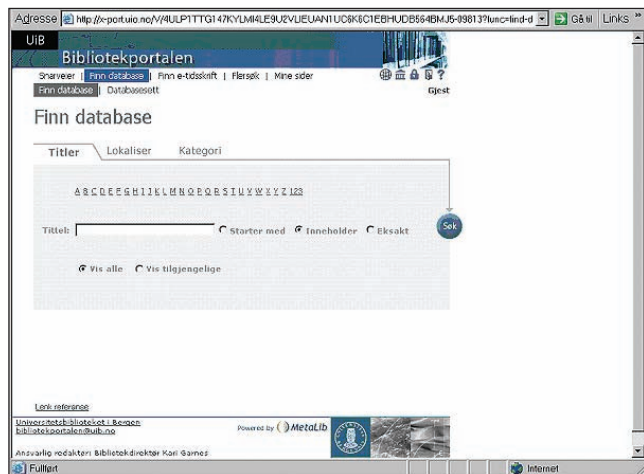 Adresse http://x-port.uio.no/V/4ULP1TTG147KYLMI4LE9U2VLIEUAN1UC6K6C1EBHUDB564BMJ5-09813?func=find-d Gå til Links »
UiB
Bibliotekportalen
Snarveier | Finn database | Finn e-tidsskrift | Flersøk | Mine sider
Finn database | Databasesett Gjest
Finn database
Titler Lokaliser Kategori
A B C D E F G H I J K L M N O P Q R S T U V W X Y Z 123
Tittel: Starter med Inneholder Eksakt Søk
Vis alle Vis tilgjengelige
Lenk referanse
Universitetsbiblioteket i Bergen
bibliotekportalen@uib.no Powered by MetaLib
Ansvarlig redaktør: Bibliotekdirektør Kari Garnes
Fullført Internet